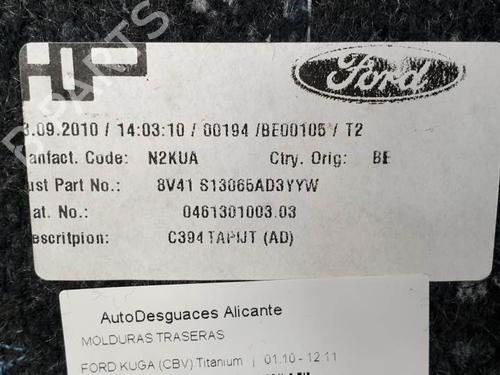 HP
Ford
3.09.2010 / 14:03:10 / 00194 /BE00105 / T2
anfact. Code: N2KUA Ctry. Orig: BE
ust Part No.: 8V41 S13065AD3YYW
at. No.: 0461301003.03
escritpion: C394 TAPIJT (AD)
AutoDesguaces Alicante
MOLDURAS TRASERAS
FORD KUGA (CBV) Titanium | 01.10 - 12.11